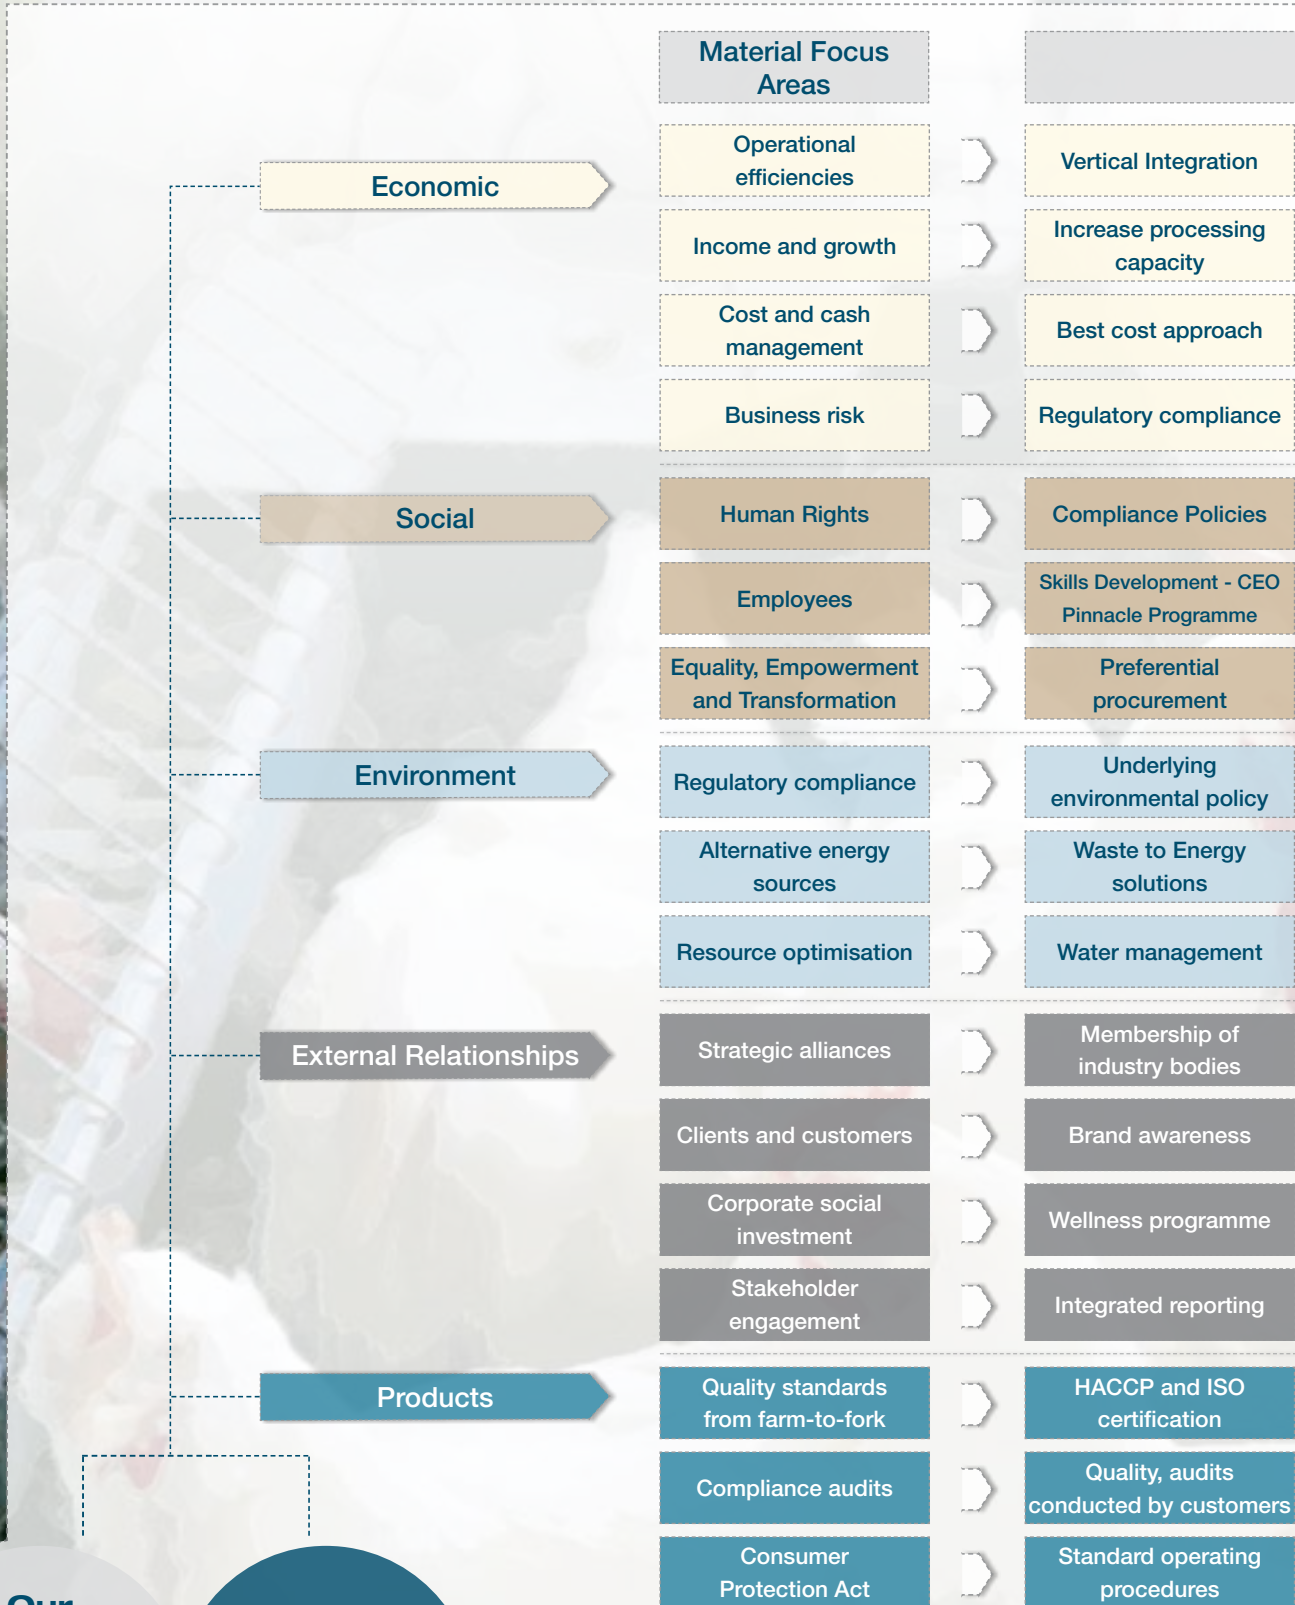 Material Focus
Areas
Economic
Operational
efficiencies
Vertical Integration
Income and growth
Increase processing
capacity
Cost and cash
management
Best cost approach
Business risk
Regulatory compliance
Social
Human Rights
Compliance Policies
Employees
Skills Development - CEO
Pinnacle Programme
Equality, Empowerment
and Transformation
Preferential
procurement
Environment
Regulatory compliance
Underlying
environmental policy
Alternative energy
sources
Waste to Energy
solutions
Resource optimisation
Water management
External Relationships
Strategic alliances
Membership of
industry bodies
Clients and customers
Brand awareness
Corporate social
investment
Wellness programme
Stakeholder
engagement
Integrated reporting
Products
Quality standards
from farm-to-fork
HACCP and ISO
certification
Compliance audits
Quality, audits
conducted by customers
Consumer
Protection Act
Standard operating
procedures
Our